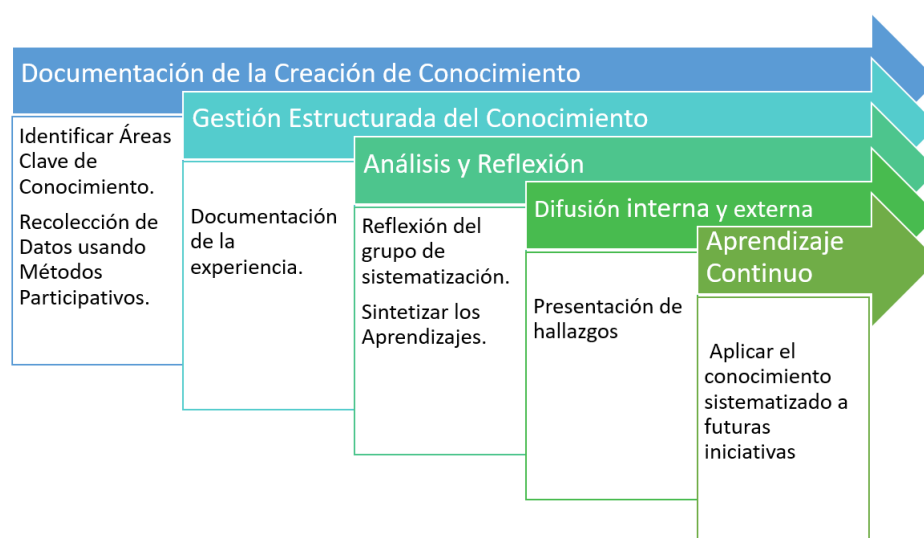 Documentación de la Creación de Conocimiento
Identificar Áreas
Clave de
Conocimiento.
Recolección de
Datos usando
Métodos
Participativos.
Gestión Estructurada del Conocimiento
Documentación
de la
experiencia.
Análisis y Reflexión
Reflexión del
grupo de
sistematización.
Sintetizar los
Aprendizajes.
Difusión interna y externa
Presentación de
hallazgos
Aprendizaje
Continuo
Aplicar el
conocimiento
sistematizado a
futuras
iniciativas